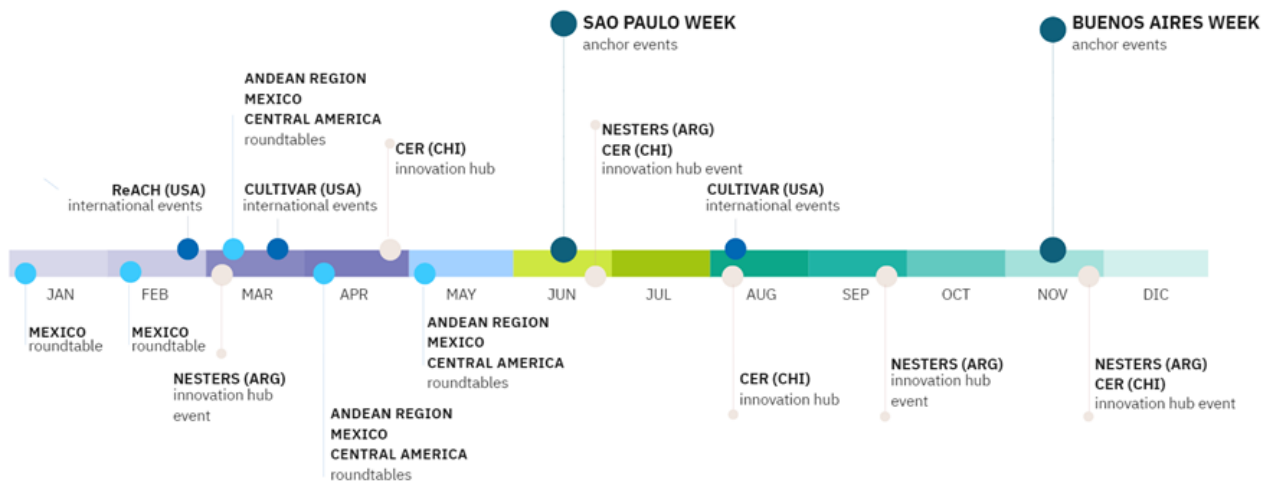 SAO PAULO WEEK
anchor events
BUENOS AIRES WEEK
anchor events
ANDEAN REGION
MEXICO
CENTRAL AMERICA
roundtables
CER (CHI)
innovation hub
NESTERS (ARG)
CER (CHI)
innovation hub event
ReACH (USA)
international events
CULTIVAR (USA)
international events
CULTIVAR (USA)
international events
JAN
FEB
MAR
APR
MAY
JUN
JUL
AUG
SEP
OCT
NOV
DIC
MEXICO
roundtable
MEXICO
roundtable
NESTERS (ARG)
innovation hub
event
ANDEAN REGION
MEXICO
CENTRAL AMERICA
roundtables
ANDEAN REGION
MEXICO
CENTRAL AMERICA
roundtables
CER (CHI)
innovation hub
NESTERS (ARG)
innovation hub
event
NESTERS (ARG)
CER (CHI)
innovation hub event